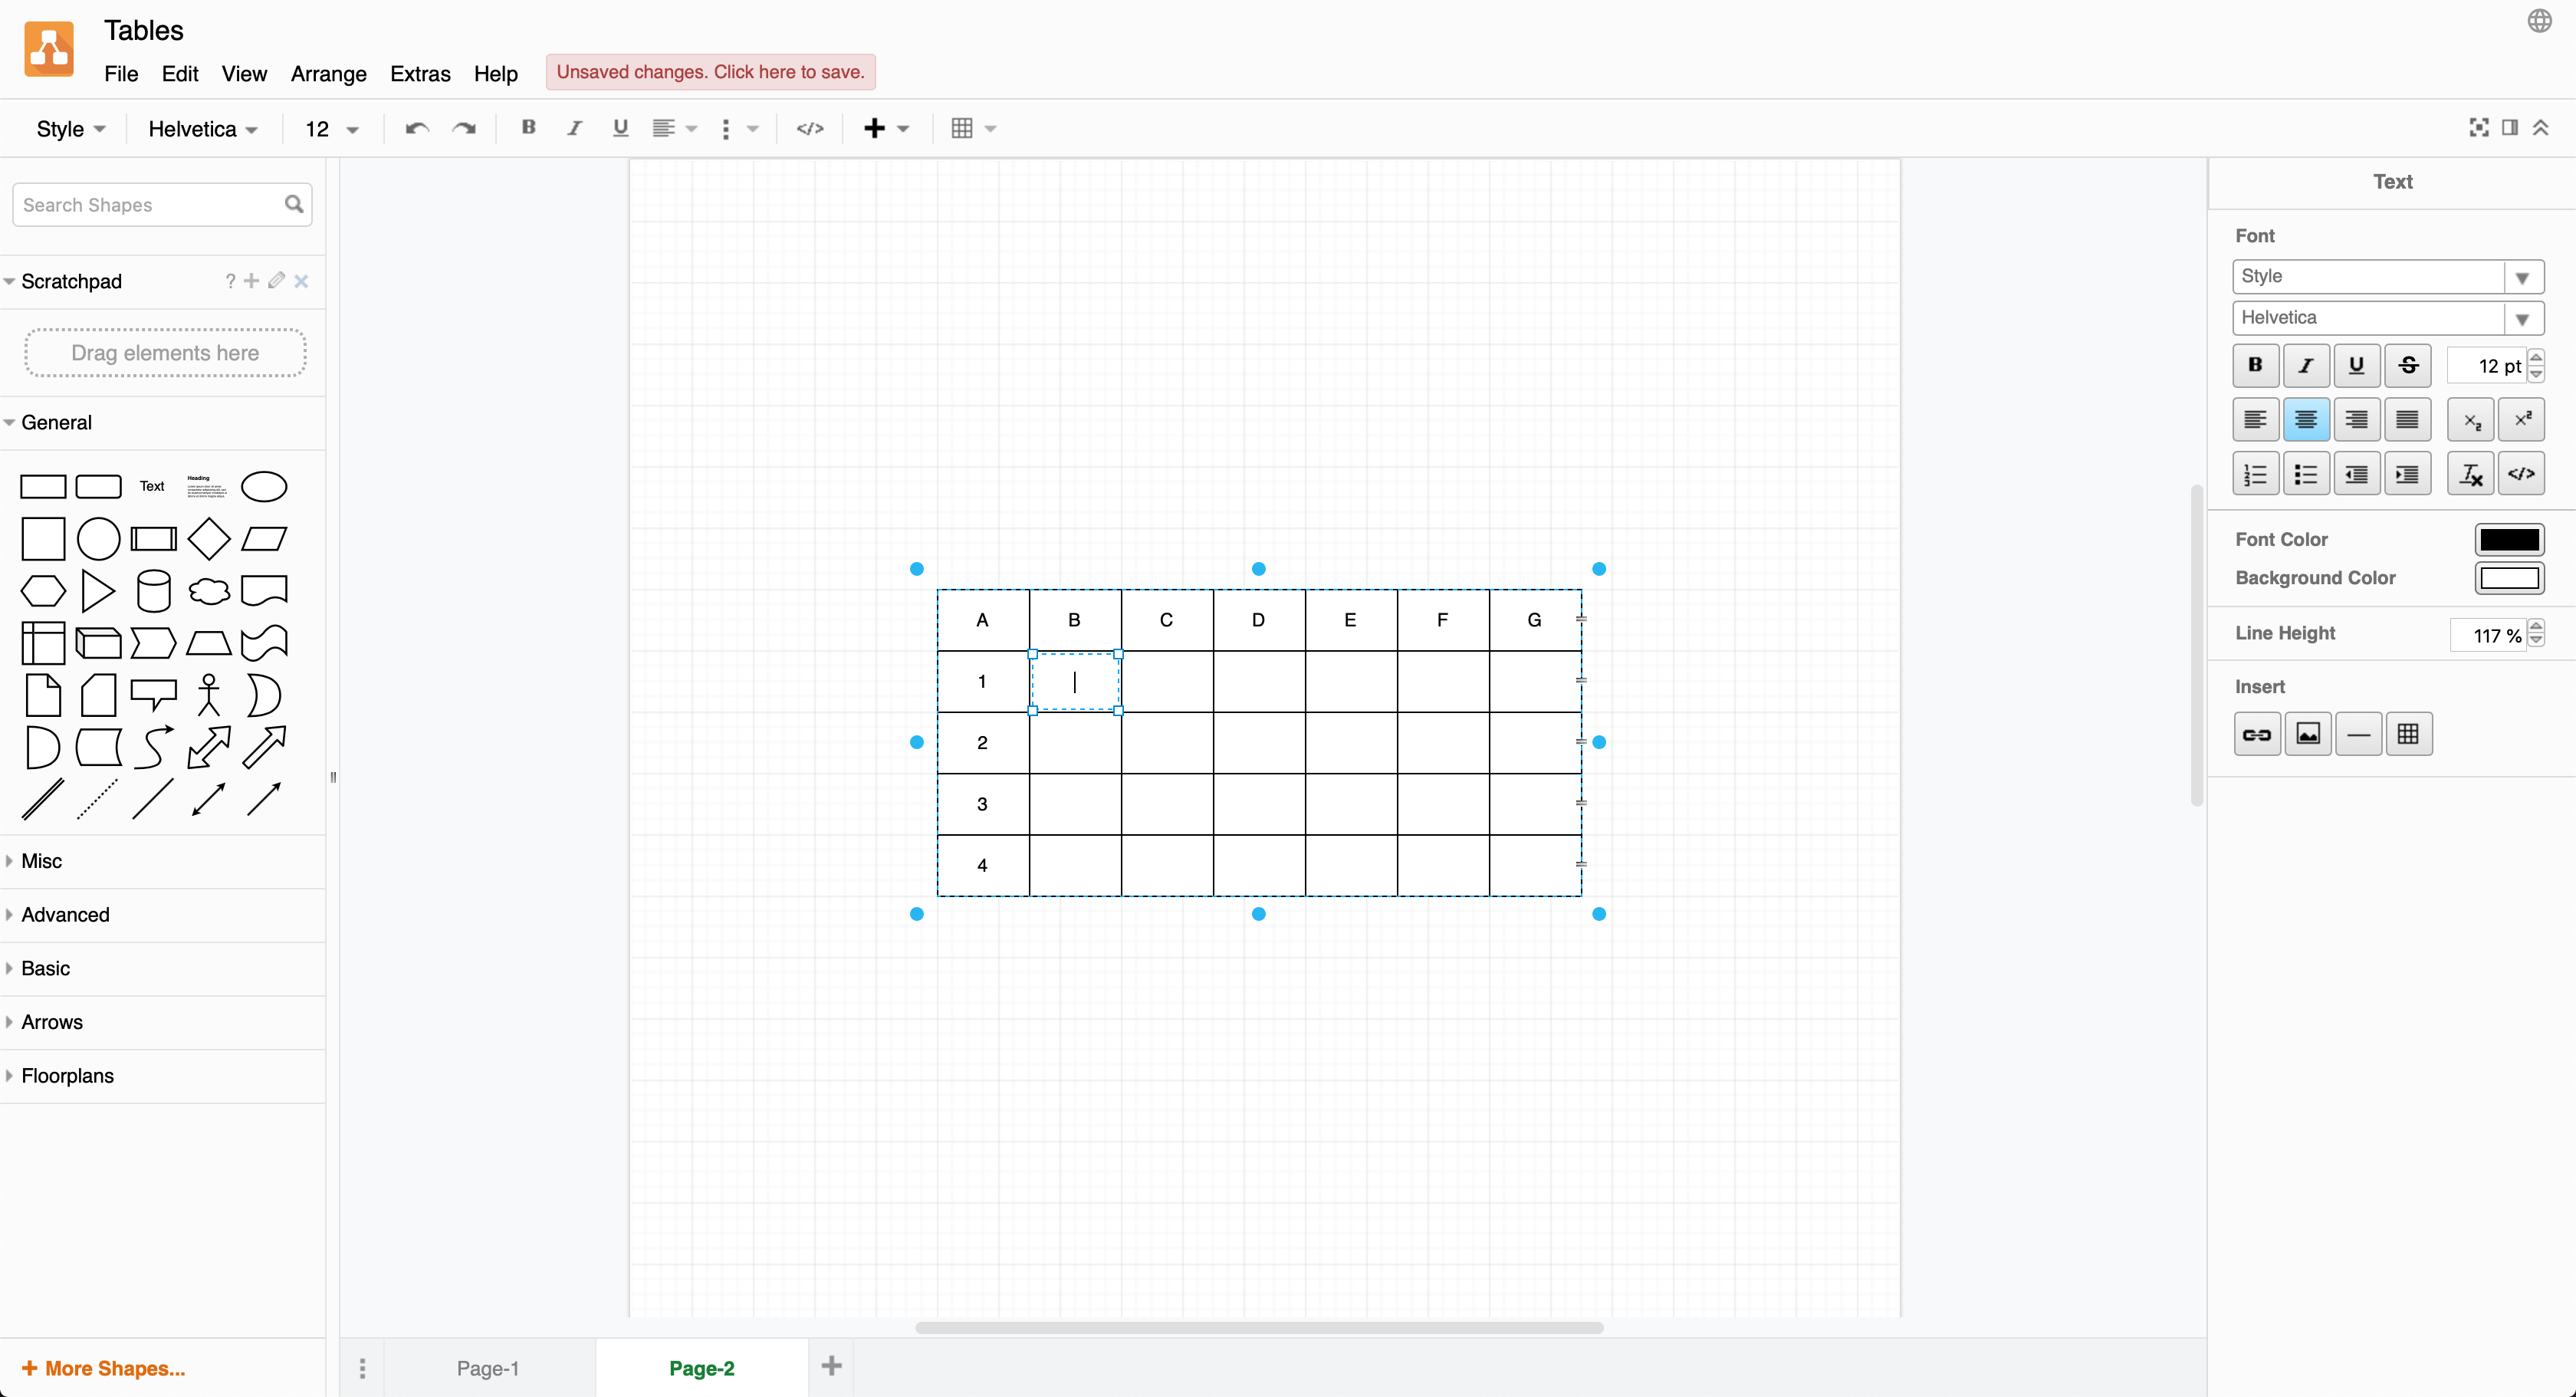 Tables
File Edit View Arrange Extras Help Unsaved changes. Click here to save.
Style Helvetica 12 B I U </>
Search Shapes
Scratchpad ?
Drag elements here
General
Text Heading
Misc
Advanced
Basic
Arrows
Floorplans
+ More Shapes...
A B C D E F G
1
2
3
4
Page-1 Page-2 +
Text
Font
Style
Helvetica
B I U S 12 pt
x₂ x²
</>
Font Color
Background Color
Line Height 117 %
Insert